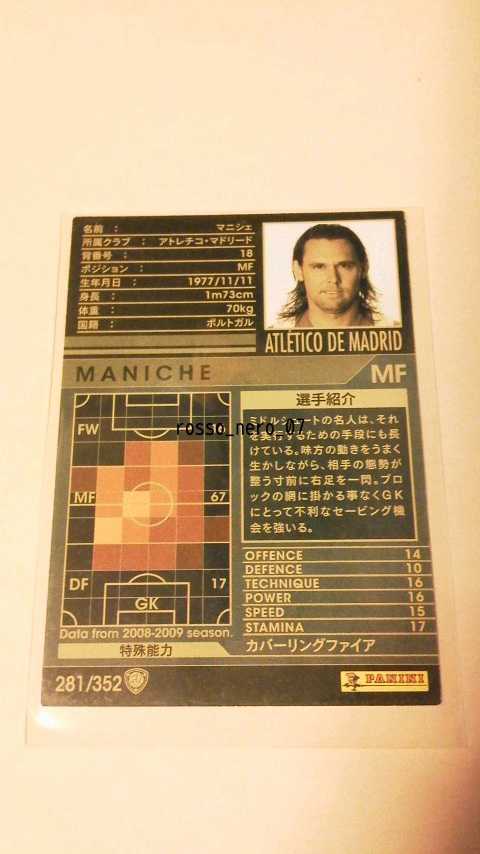 名前 : マニシェ
所属クラブ : アトレチコ・マドリード
背番号 : 18
ポジション : MF
生年月日 : 1977/11/11
身長 : 1m73cm
体重 : 70kg
国籍 : ポルトガル
ATLÉTICO DE MADRID
MANICHE MF
FW
rosso_nero_07
MF 67
DF 17
GK
Data from 2008-2009 season.
選手紹介
ミドルシュートの名人は、それ
を実行するための手段にも長
けている。味方の動きをうまく
生かしながら、相手の態勢が
整う寸前に右足を一閃。ブロ
ックの網に掛かる事なくGK
にとって不利なセービング機
会を強いる。
OFFENCE 14
DEFENCE 10
TECHNIQUE 16
POWER 16
SPEED 15
STAMINA 17
特殊能力 カバーリングファイア
281/352
PANINI